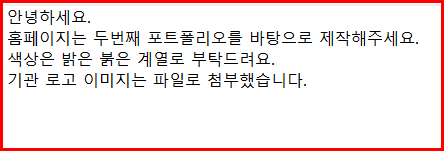 안녕하세요.
홈페이지는 두번째 포트폴리오를 바탕으로 제작해주세요.
색상은 밝은 붉은 계열로 부탁드려요.
기관 로고 이미지는 파일로 첨부했습니다.